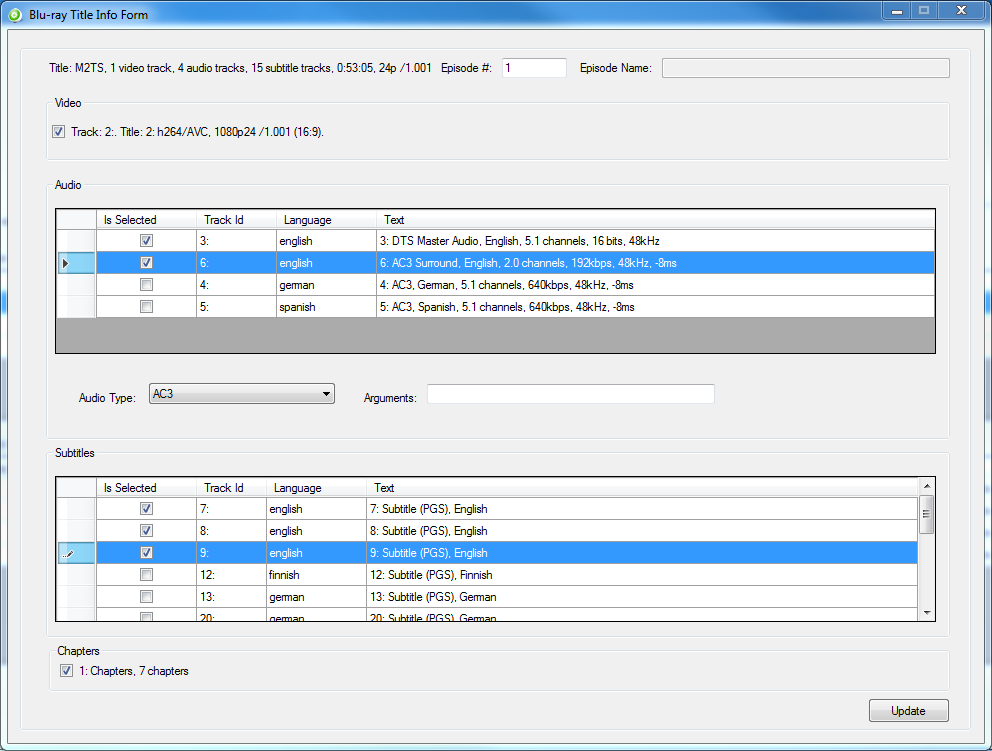 Blu-ray Title Info Form
Title: M2TS, 1 video track, 4 audio tracks, 15 subtitle tracks, 0:53:05, 24p /1.001 Episode #: 1 Episode Name:
Video
Track: 2:. Title: 2: h264/AVC, 1080p24 /1.001 (16:9).
Audio
Is Selected Track Id Language Text
3: english 3: DTS Master Audio, English, 5.1 channels, 16 bits, 48kHz
6: english 6: AC3 Surround, English, 2.0 channels, 192kbps, 48kHz, -8ms
4: german 4: AC3, German, 5.1 channels, 640kbps, 48kHz, -8ms
5: spanish 5: AC3, Spanish, 5.1 channels, 640kbps, 48kHz, -8ms
Audio Type: AC3 Arguments:
Subtitles
Is Selected Track Id Language Text
7: english 7: Subtitle (PGS), English
8: english 8: Subtitle (PGS), English
9: english 9: Subtitle (PGS), English
12: finnish 12: Subtitle (PGS), Finnish
13: german 13: Subtitle (PGS), German
20: german 20: Subtitle (PGS), German
Chapters
1: Chapters, 7 chapters
Update